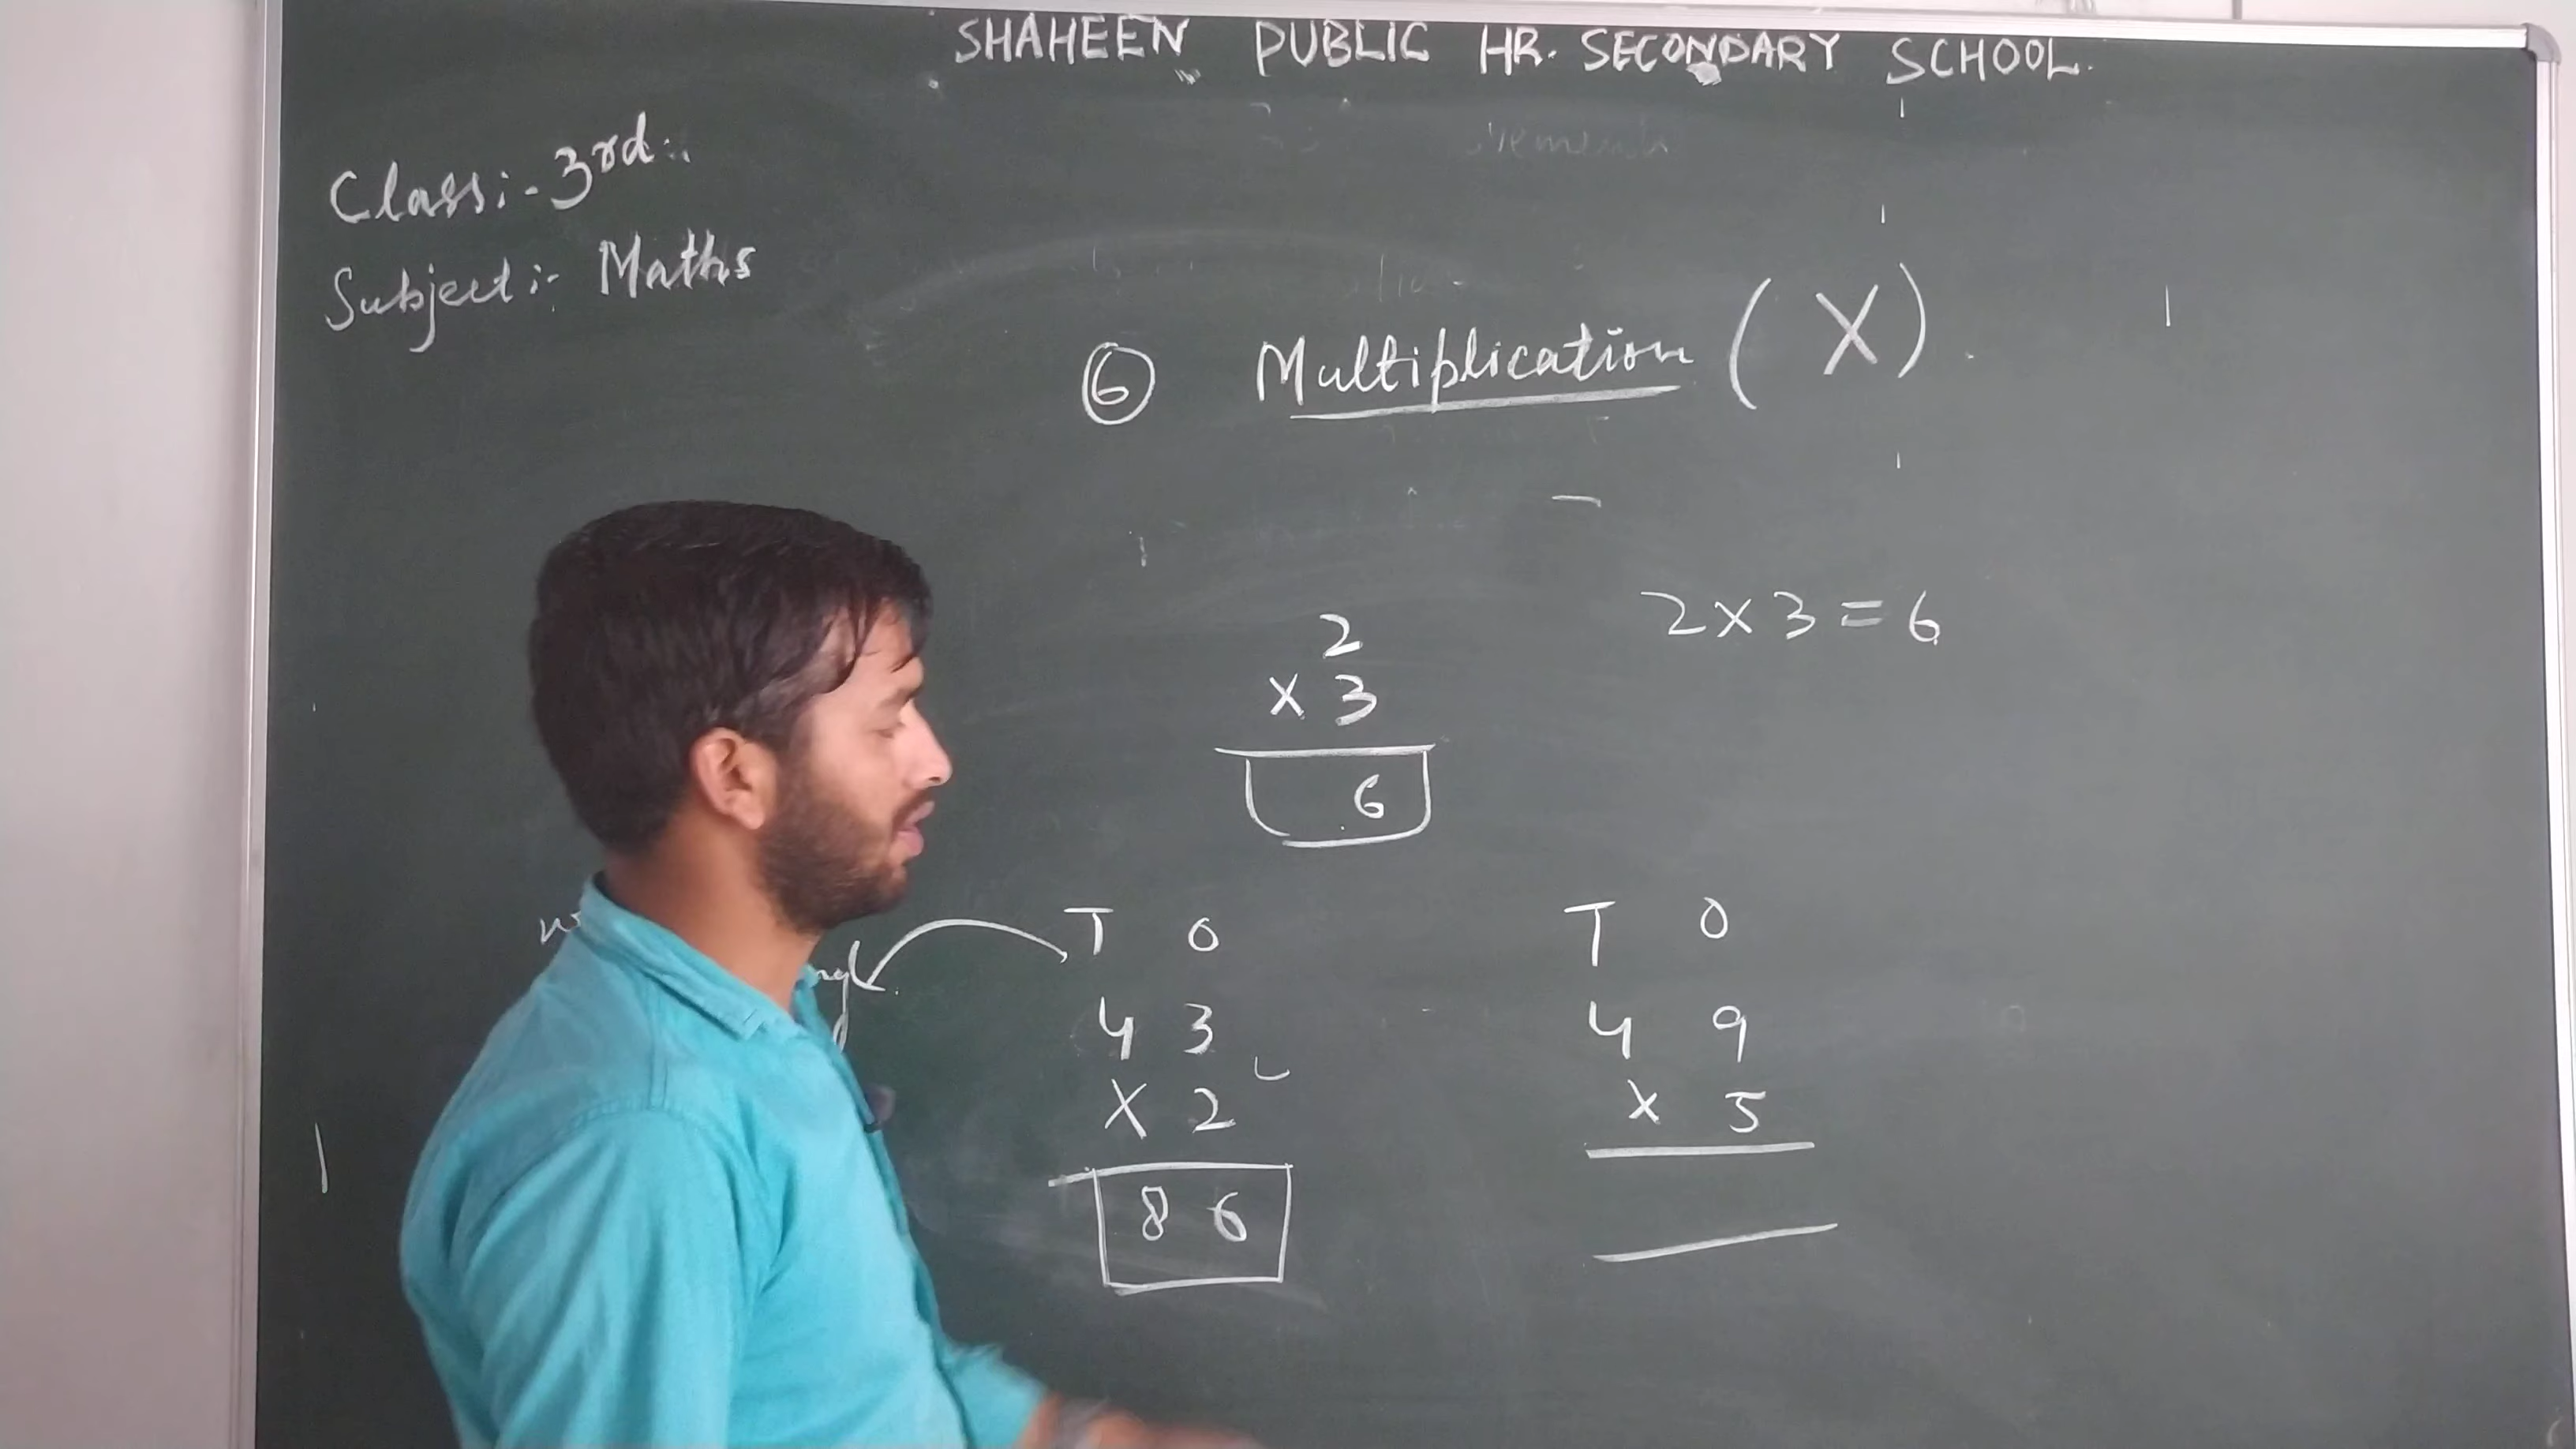 SHAHEEN PUBLIC HR. SECONDARY SCHOOL.
Class:- 3rd
Subject:- Maths
6 Multiplication (X).
2
x 3
6
2 x 3 = 6
T O
4 3
X 2
8 6
T O
4 9
x 5